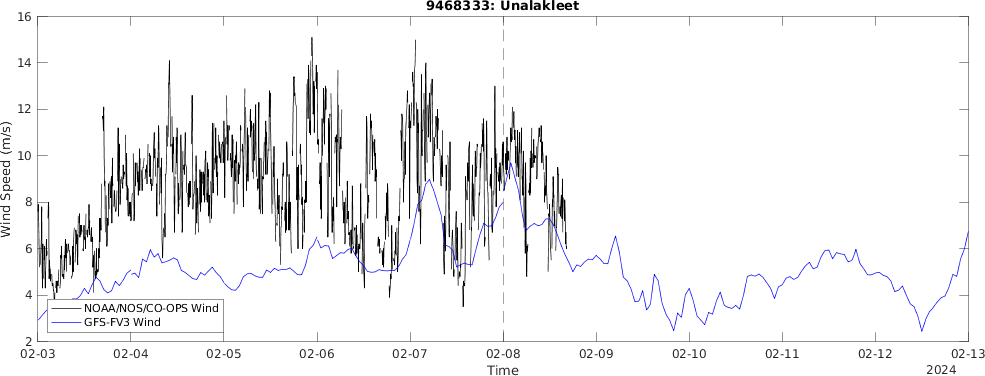 9468333: Unalakleet
16
14
12
10
8
6
4
2
Wind Speed (m/s)
NOAA/NOS/CO-OPS Wind
GFS-FV3 Wind
02-03 02-04 02-05 02-06 02-07 02-08 02-09 02-10 02-11 02-12 02-13
Time
2024